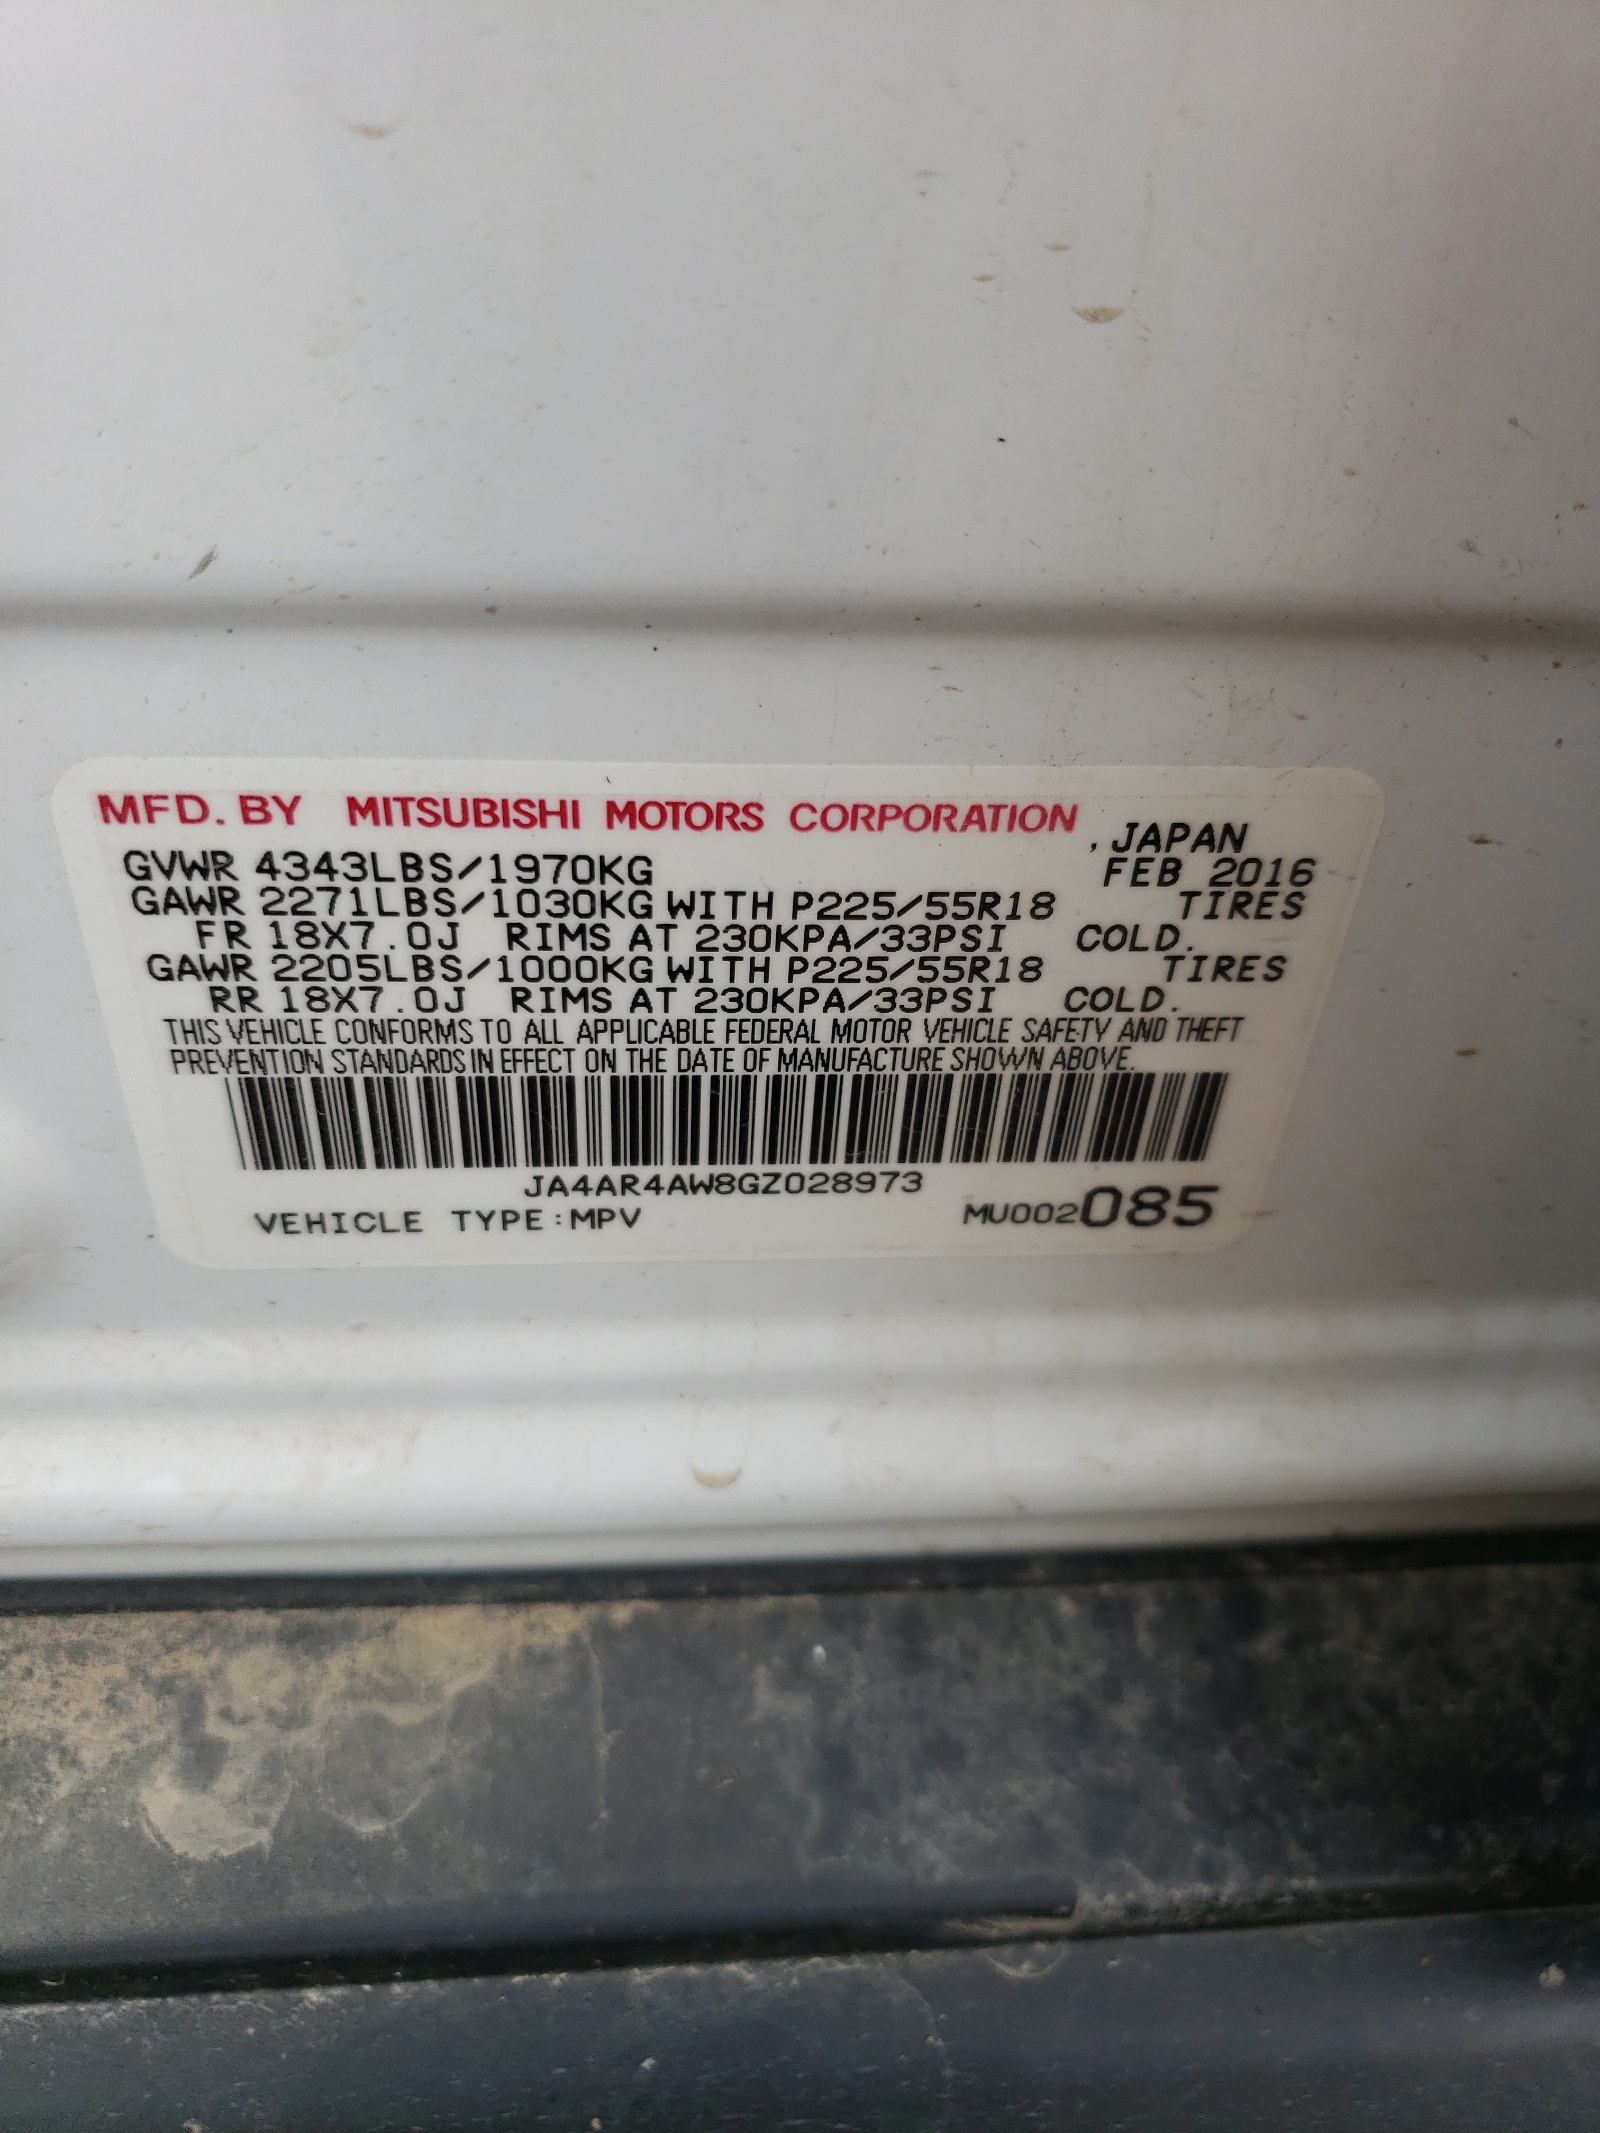 MFD. BY MITSUBISHI MOTORS CORPORATION , JAPAN
GVWR 4343LBS/1970KG FEB 2016
GAWR 2271LBS/1030KG WITH P225/55R18 TIRES
FR 18X7.0J RIMS AT 230KPA/33PSI COLD.
GAWR 2205LBS/1000KG WITH P225/55R18 TIRES
RR 18X7.0J RIMS AT 230KPA/33PSI COLD.
THIS VEHICLE CONFORMS TO ALL APPLICABLE FEDERAL MOTOR VEHICLE SAFETY AND THEFT
PREVENTION STANDARDS IN EFFECT ON THE DATE OF MANUFACTURE SHOWN ABOVE.
JA4AR4AW8GZ028973
VEHICLE TYPE:MPV MU002085